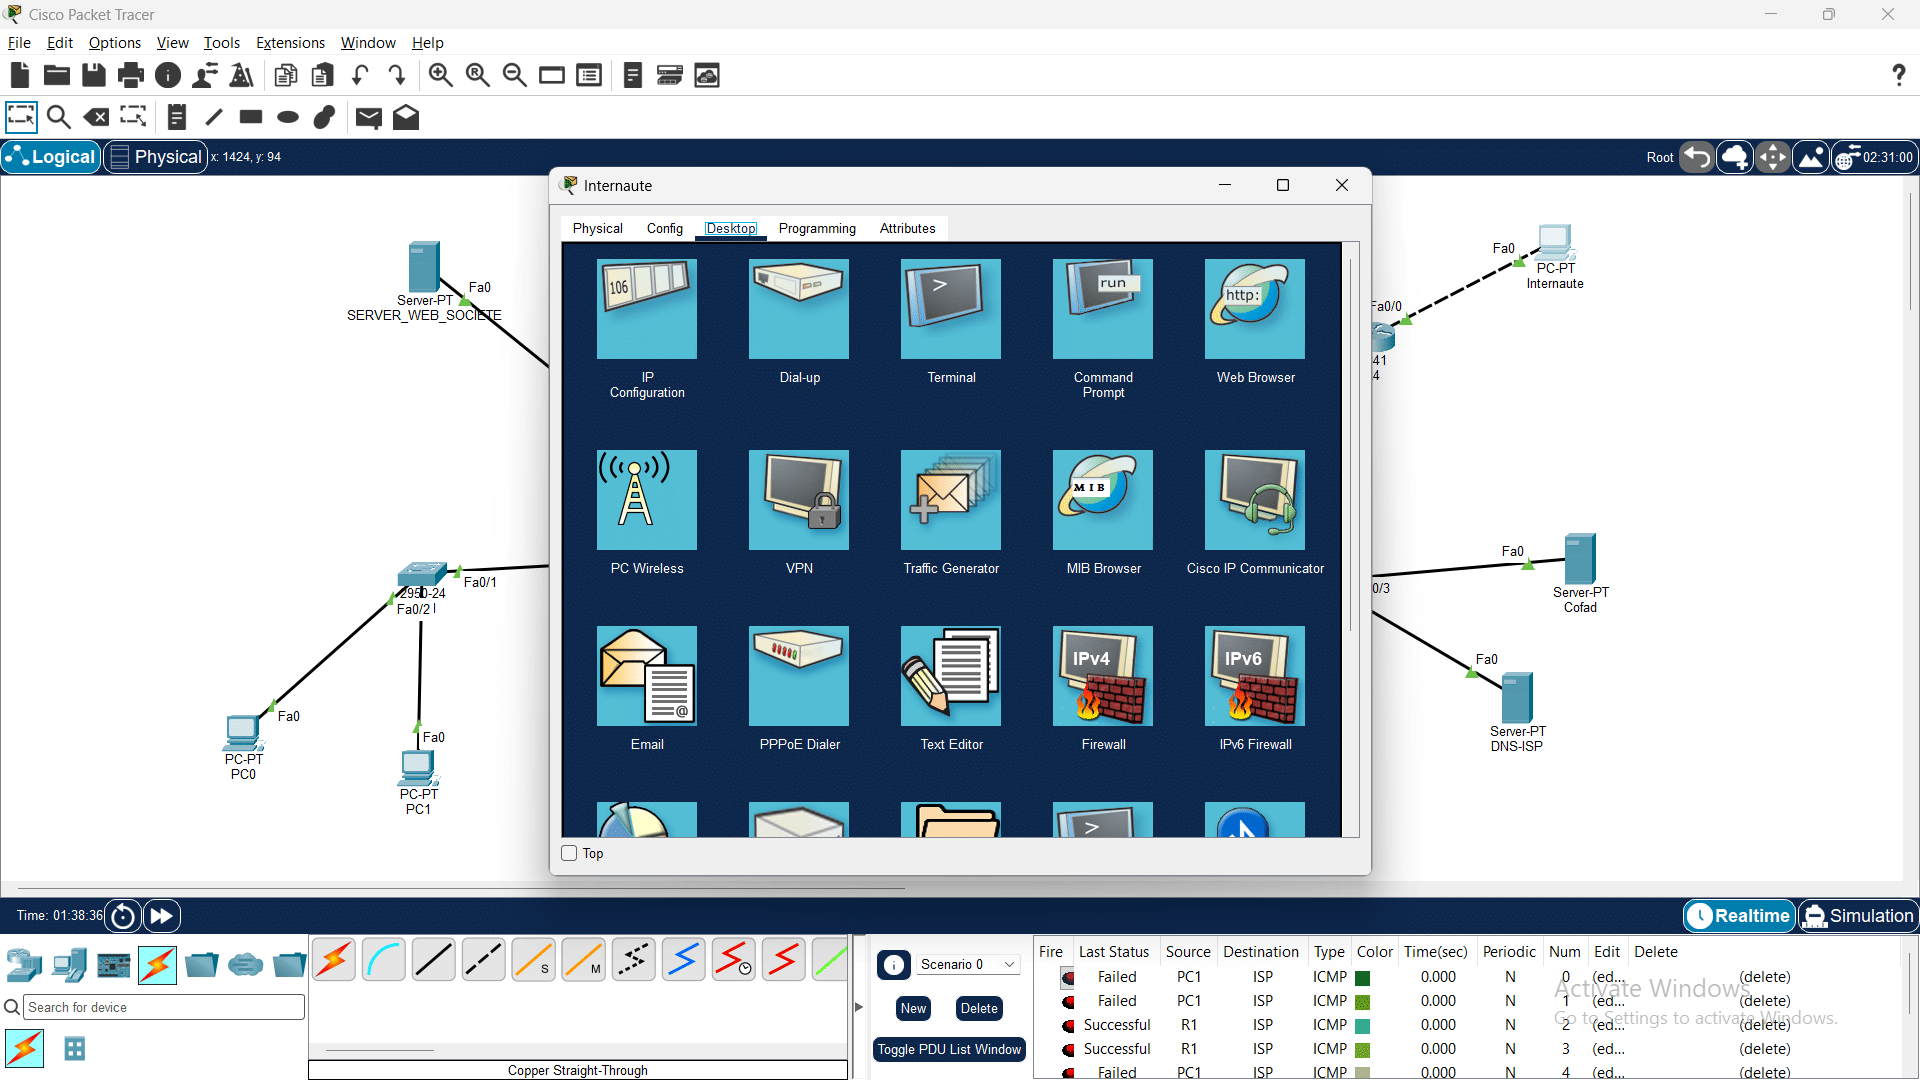 Cisco Packet Tracer
File Edit Options View Tools Extensions Window Help
Logical Physical x: 1424, y: 94 Root 02:31:00
Internaute
Physical Config Desktop Programming Attributes
106
>
run
http:
IP
Configuration
Dial-up
Terminal
Command
Prompt
Web Browser
MIB
PC Wireless
VPN
Traffic Generator
MIB Browser
Cisco IP Communicator
@
IPv4
IPv6
Email
PPPoE Dialer
Text Editor
Firewall
IPv6 Firewall
>
Top
Fa0
Server-PT
SERVER_WEB_SOCIETE
Fa0/1
2950-24
Fa0/2
Fa0
PC-PT
PC0
Fa0
PC-PT
PC1
Fa0
PC-PT
Internaute
Fa0/0
41
4
Fa0
Server-PT
Cofad
0/3
Fa0
Server-PT
DNS-ISP
Time: 01:38:36 Realtime Simulation
Search for device
S
M
Copper Straight-Through
Scenario 0
New Delete
Toggle PDU List Window
Fire Last Status Source Destination Type Color Time(sec) Periodic Num Edit Delete
Failed PC1 ISP ICMP 0.000 N 0 (ed... (delete)
Failed PC1 ISP ICMP 0.000 N 1 (ed... (delete)
Successful R1 ISP ICMP 0.000 N 2 (ed... (delete)
Successful R1 ISP ICMP 0.000 N 3 (ed... (delete)
Failed PC1 ISP ICMP 0.000 N 4 (ed... (delete)
Activate Windows
Go to Settings to activate Windows.